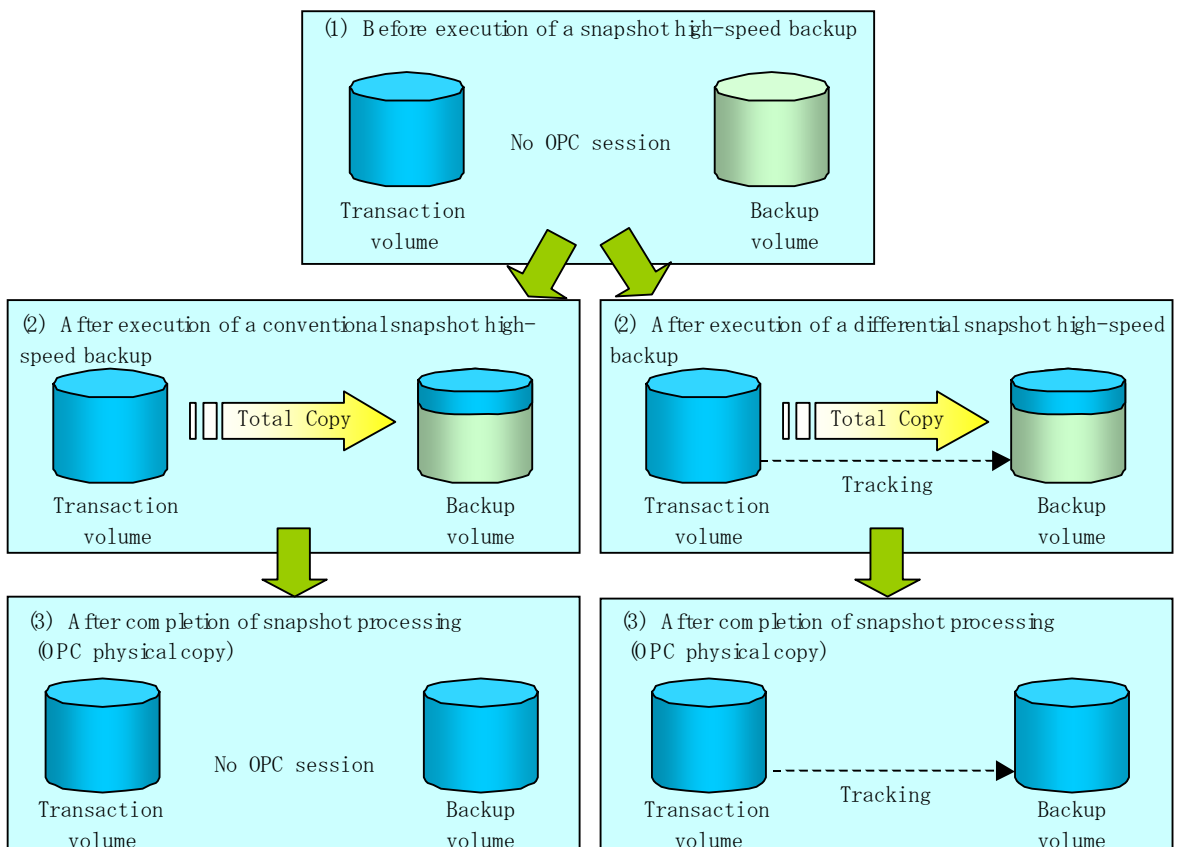 (1) Before execution of a snapshot high-speed backup
No OPC session
Transaction
volume
Backup
volume
(2) After execution of a conventional snapshot high-
speed backup
Total Copy
Transaction
volume
Backup
volume
(2) After execution of a differential snapshot high-speed
backup
Total Copy
Tracking
Transaction
volume
Backup
volume
(3) After completion of snapshot processing
(OPC physical copy)
No OPC session
Transaction
volume
Backup
volume
(3) After completion of snapshot processing
(OPC physical copy)
Tracking
Transaction
volume
Backup
volume